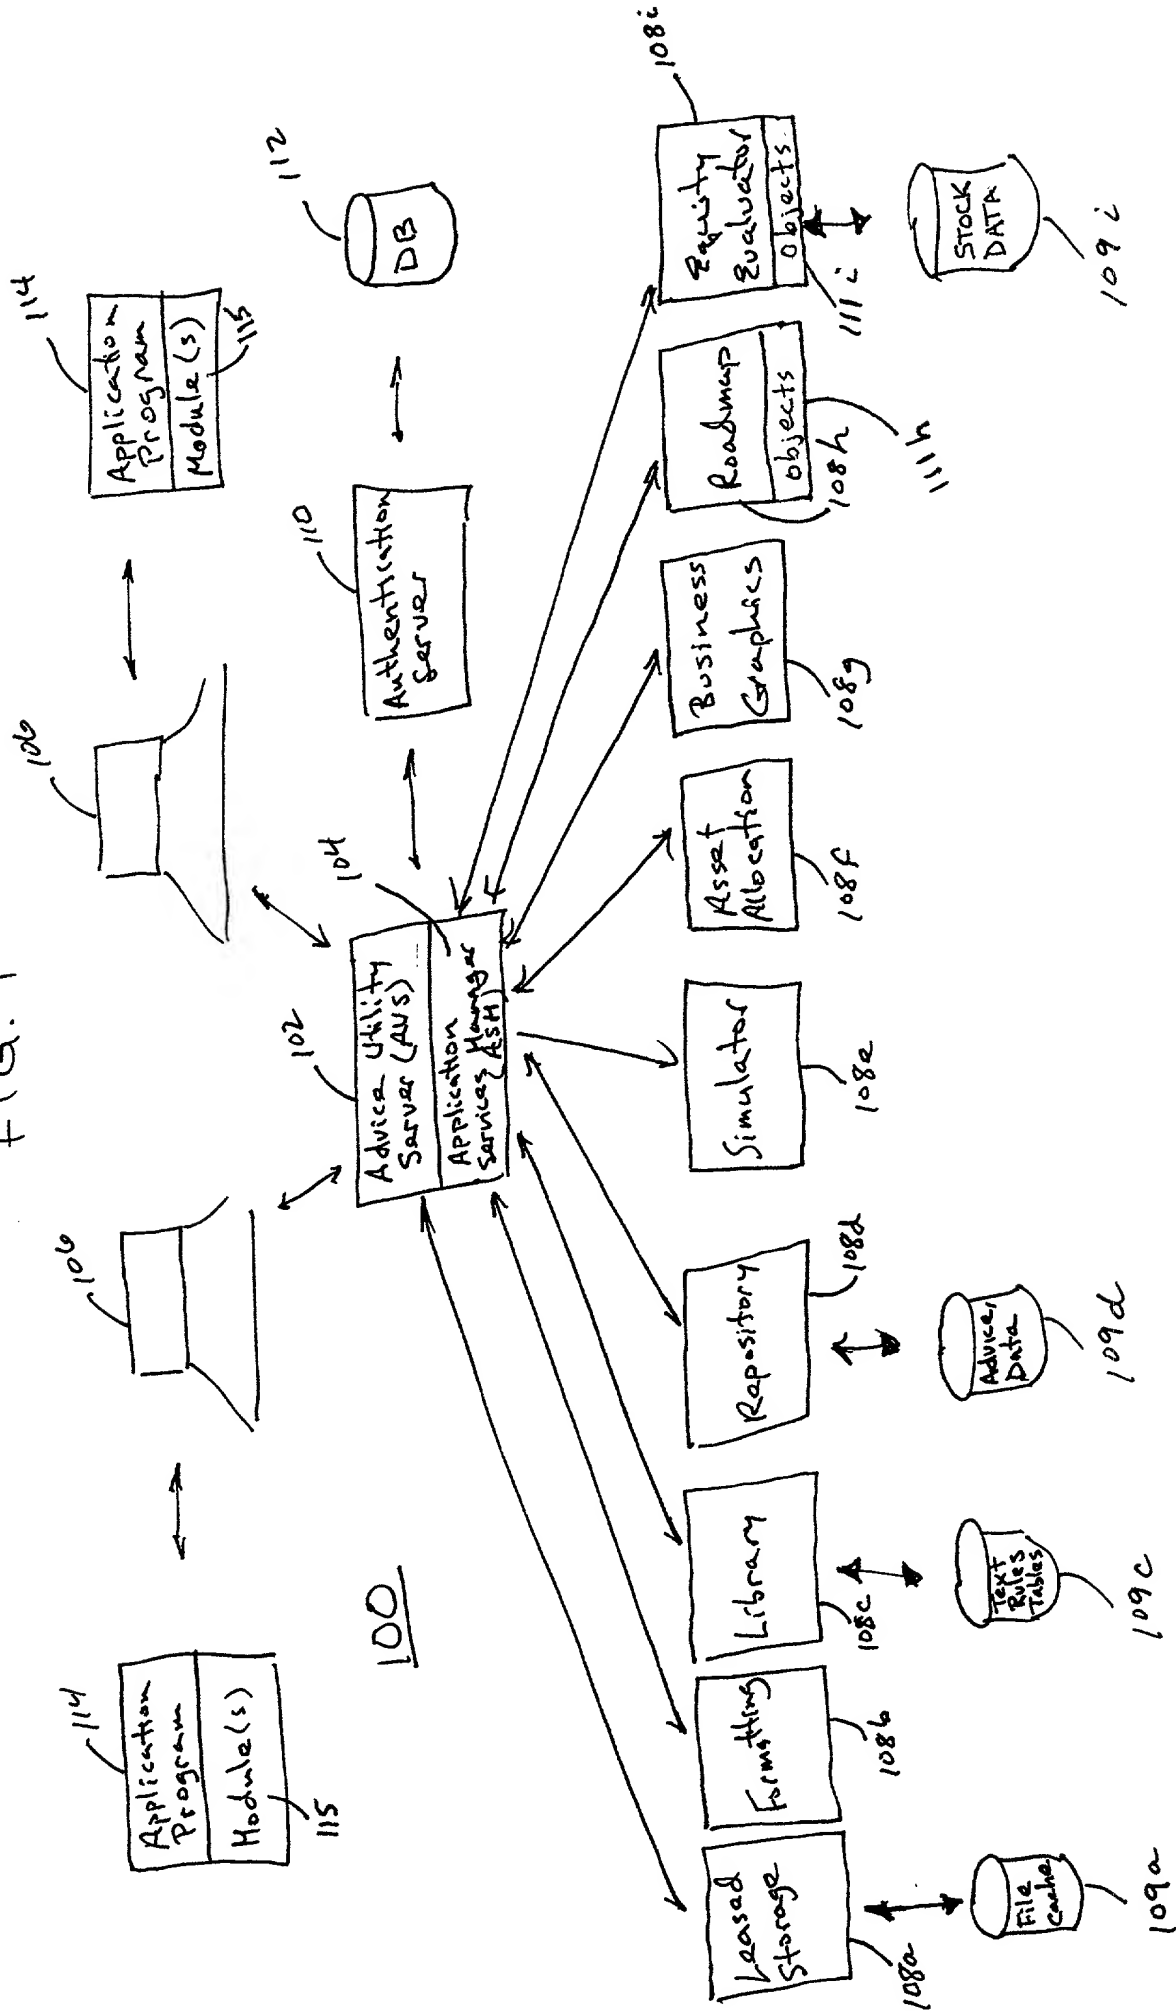 FIG. 1
114
Application
Program
Module(s)
115
106
106
114
Application
Program
Module(s)
115
100
102
Advice Utility
Server (AUS)
104
Application
Services Manager
(ASM)
110
Authentication
Server
112
DB
Leased
Storage
108a
Formatting
108b
Library
108c
Repository
108d
Simulator
108e
Asset
Allocation
108f
Business
Graphics
108g
Roadmap
objects
108h
111h
Equity
Evaluator
objects
108i
111i
File
Cache
109a
Text
Rules
Tables
109c
Advice,
Data
109d
STOCK
DATA
109i